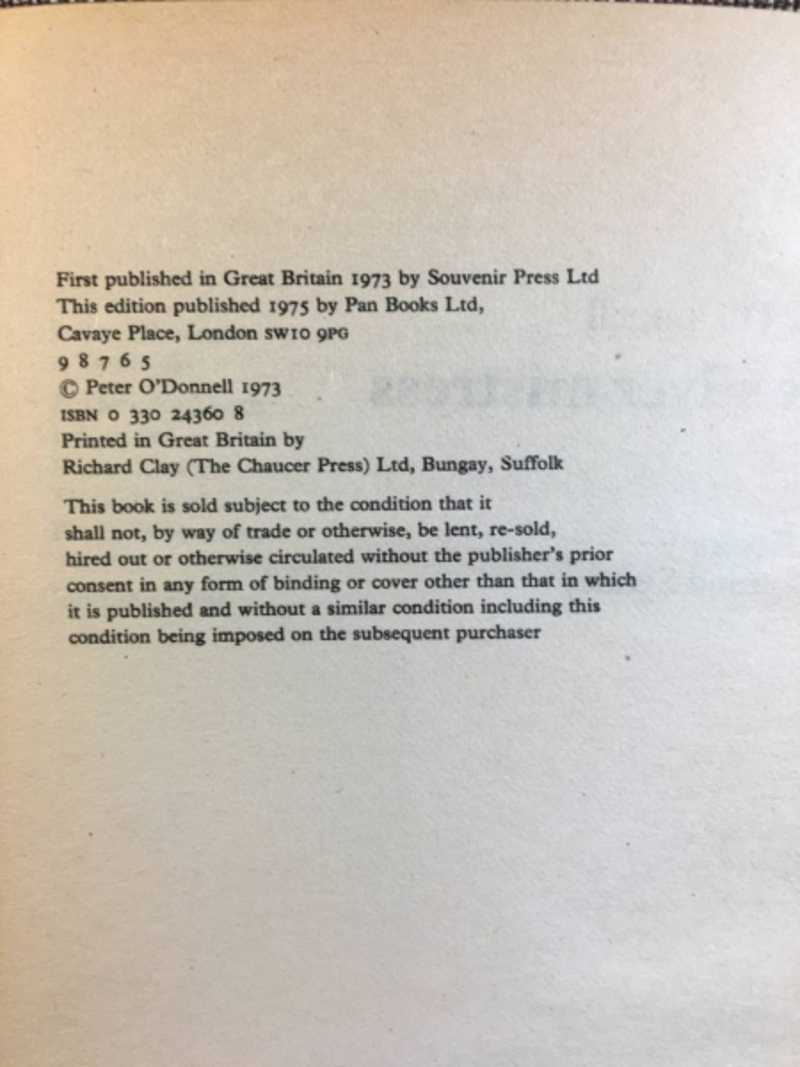 First published in Great Britain 1973 by Souvenir Press Ltd
This edition published 1975 by Pan Books Ltd,
Cavaye Place, London SW10 9PG
9 8 7 6 5
© Peter O'Donnell 1973
ISBN 0 330 24360 8
Printed in Great Britain by
Richard Clay (The Chaucer Press) Ltd, Bungay, Suffolk
This book is sold subject to the condition that it
shall not, by way of trade or otherwise, be lent, re-sold,
hired out or otherwise circulated without the publisher's prior
consent in any form of binding or cover other than that in which
it is published and without a similar condition including this
condition being imposed on the subsequent purchaser